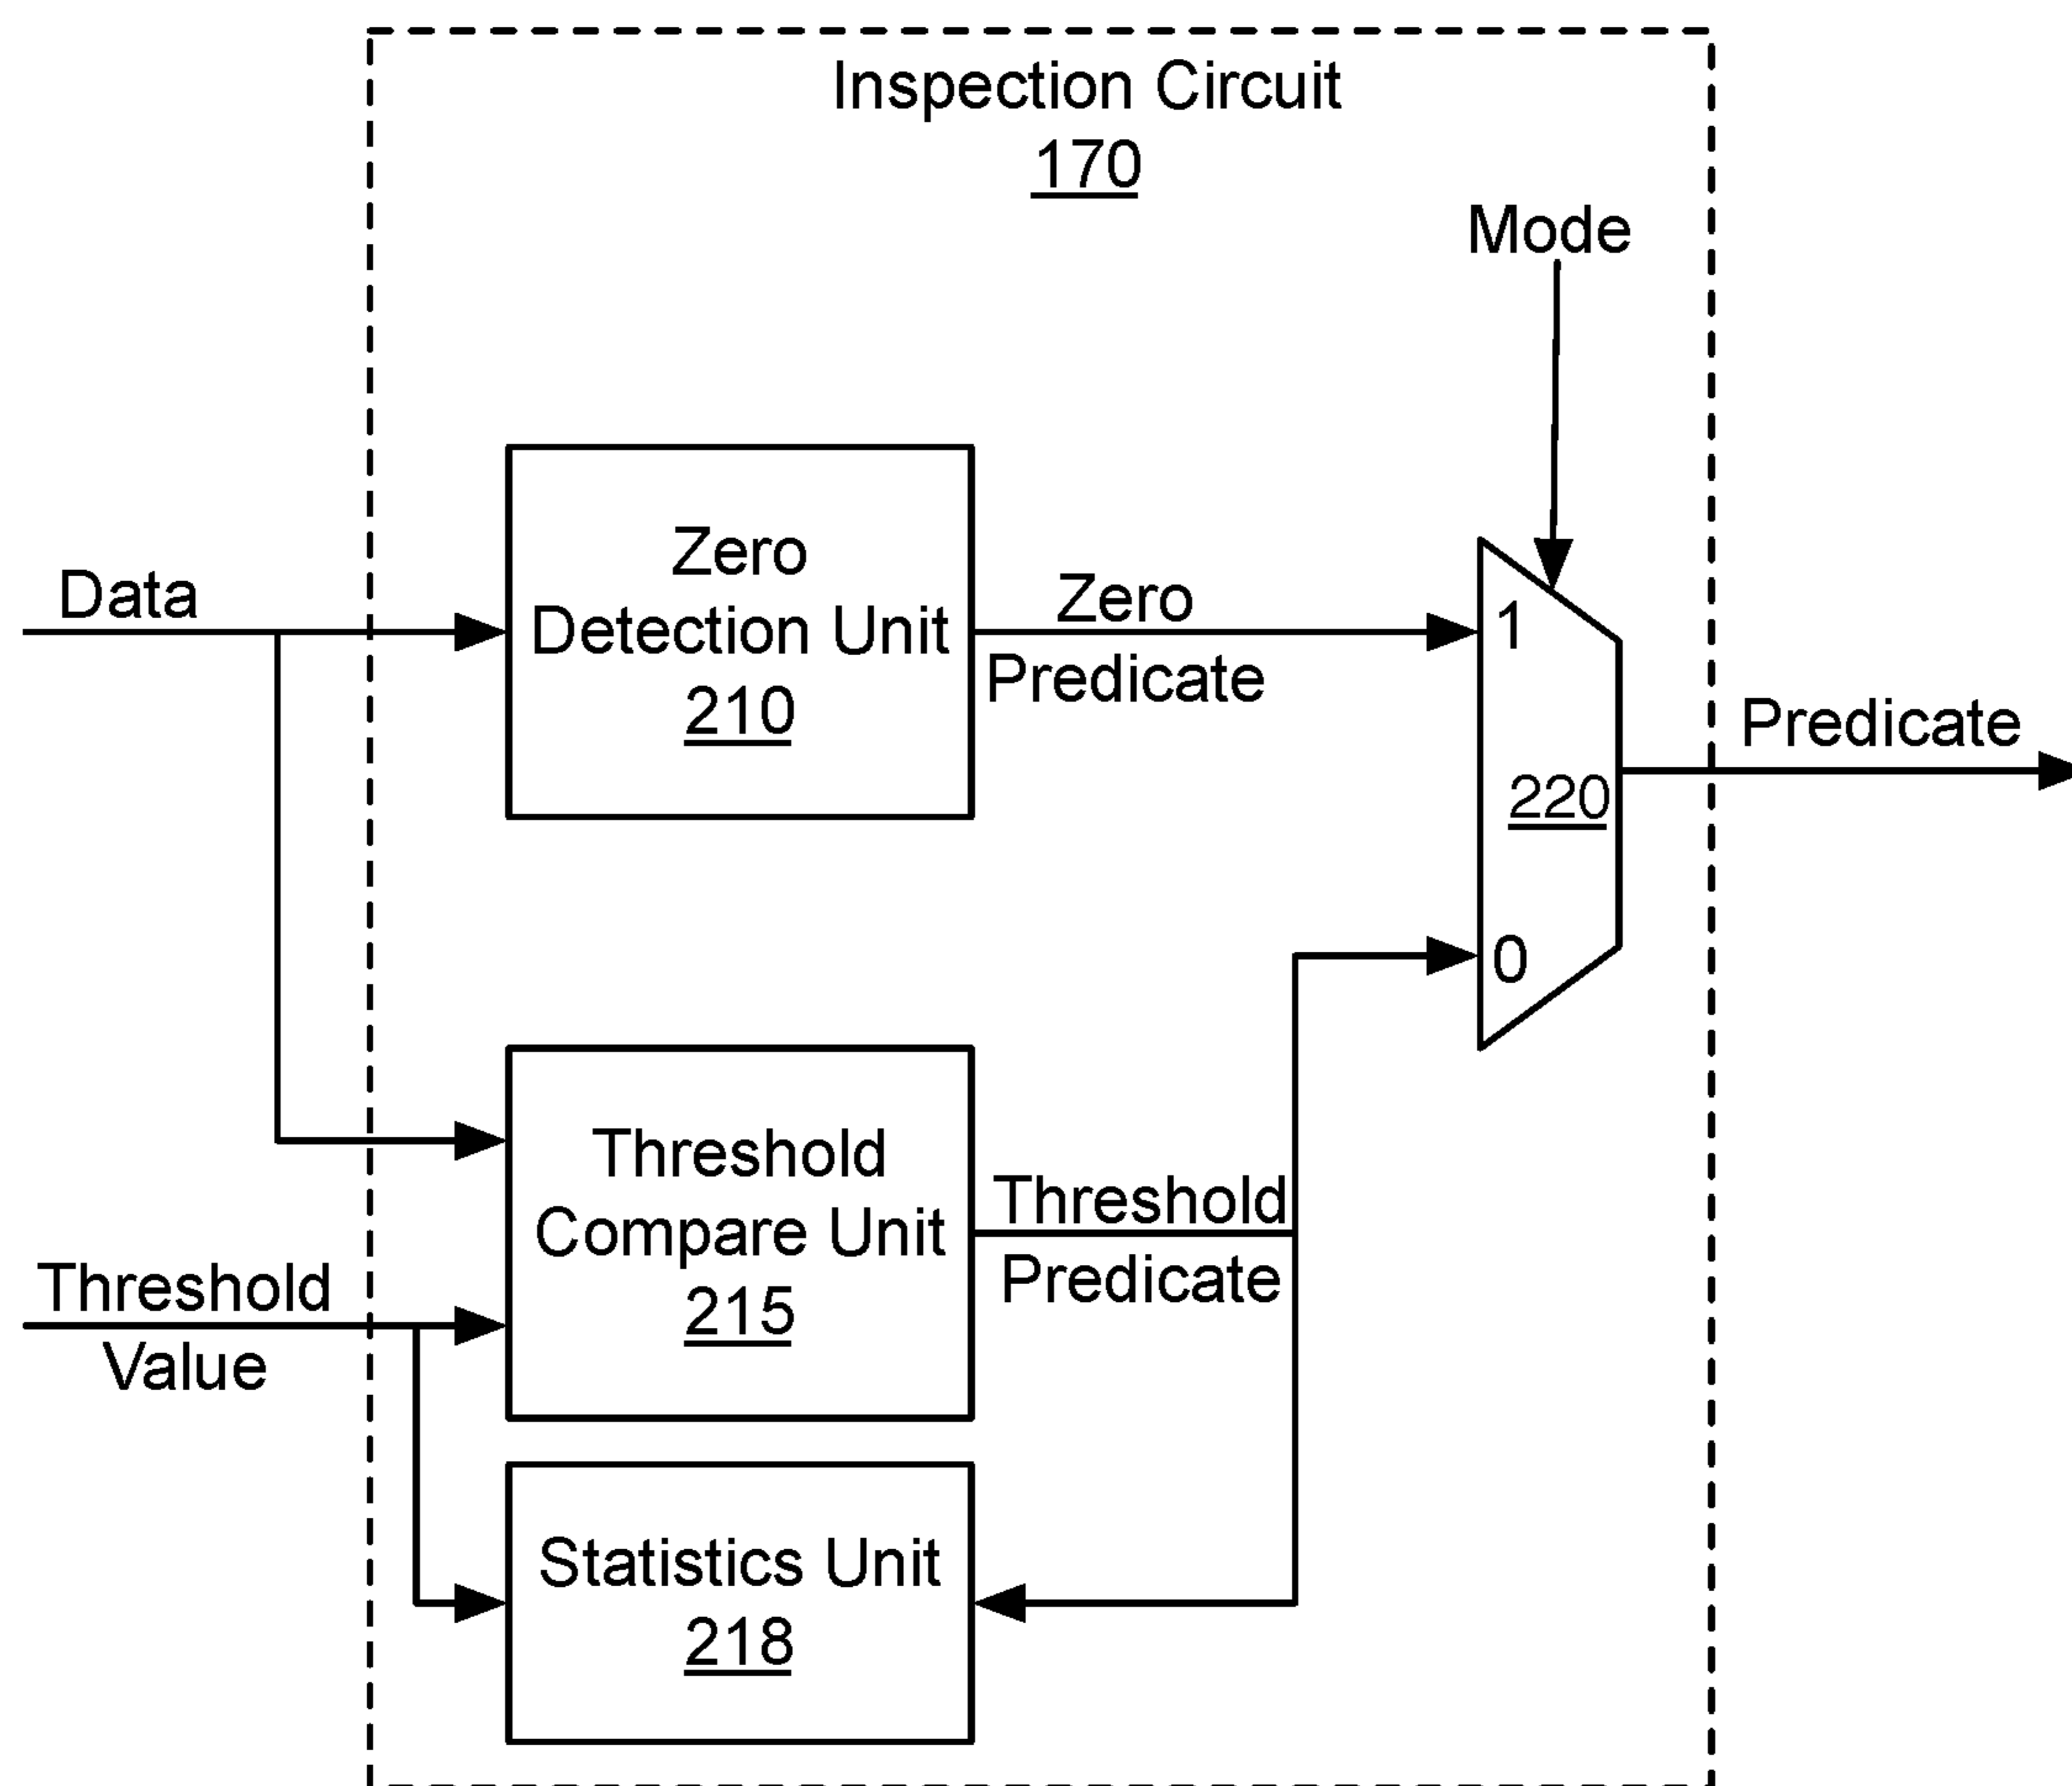 Inspection Circuit
170
Mode
Zero
Detection Unit
210
Data
Zero
Predicate
1
Predicate
220
0
Threshold
Compare Unit
215
Threshold
Predicate
Threshold
Value
Statistics Unit
218